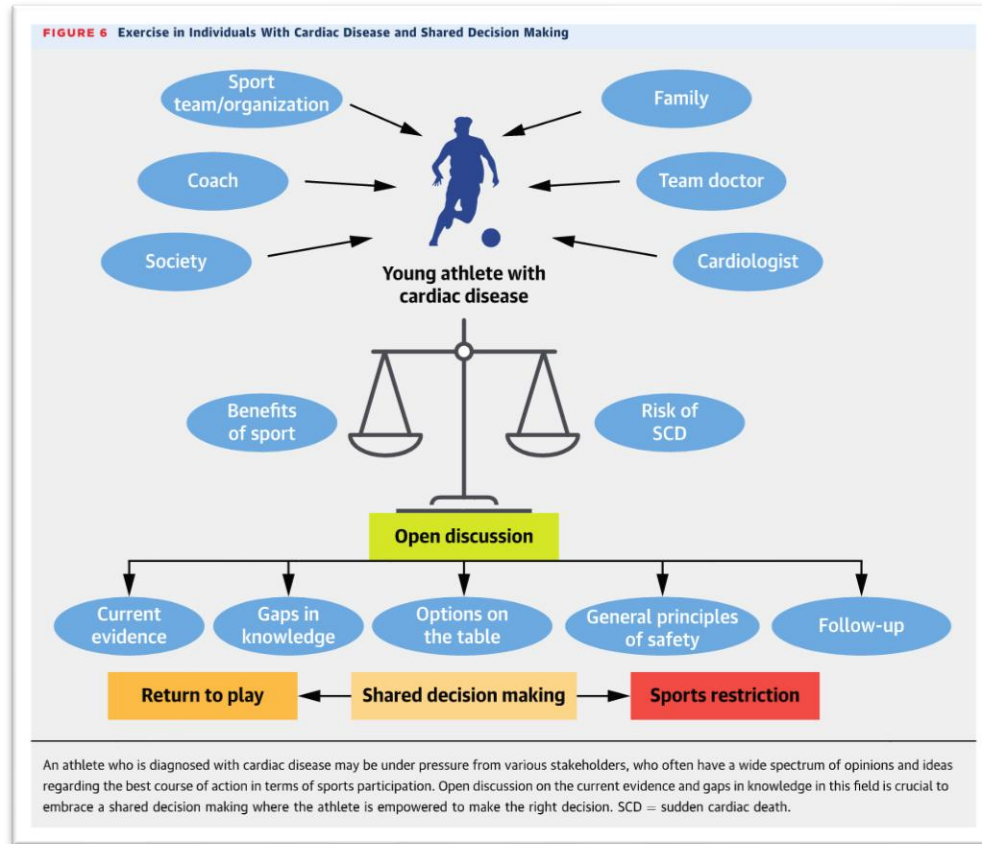 FIGURE 6 Exercise in Individuals With Cardiac Disease and Shared Decision Making
Sport
team/organization
Family
Coach
Team doctor
Society
Cardiologist
Young athlete with
cardiac disease
Benefits
of sport
Risk of
SCD
Open discussion
Current
evidence
Gaps in
knowledge
Options on
the table
General principles
of safety
Follow-up
Return to play
Shared decision making
Sports restriction
An athlete who is diagnosed with cardiac disease may be under pressure from various stakeholders, who often have a wide spectrum of opinions and ideas
regarding the best course of action in terms of sports participation. Open discussion on the current evidence and gaps in knowledge in this field is crucial to
embrace a shared decision making where the athlete is empowered to make the right decision. SCD = sudden cardiac death.